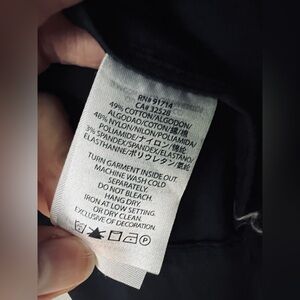 RN# 91714
CA# 32528
49% COTTON/ALGODON/
ALGODAO/COTON/綿/棉
48% NYLON/NILON/POLIAMIDA/
POLIAMIDE/ナイロン/锦纶
3% SPANDEX/SPANDEX/ELASTANO/
ELASTHANNE/ポリウレタン/氨纶
TURN GARMENT INSIDE OUT.
MACHINE WASH COLD
SEPARATELY.
DO NOT BLEACH.
HANG DRY.
IRON AT LOW SETTING.
OR DRY CLEAN.
EXCLUSIVE OF DECORATION.
P